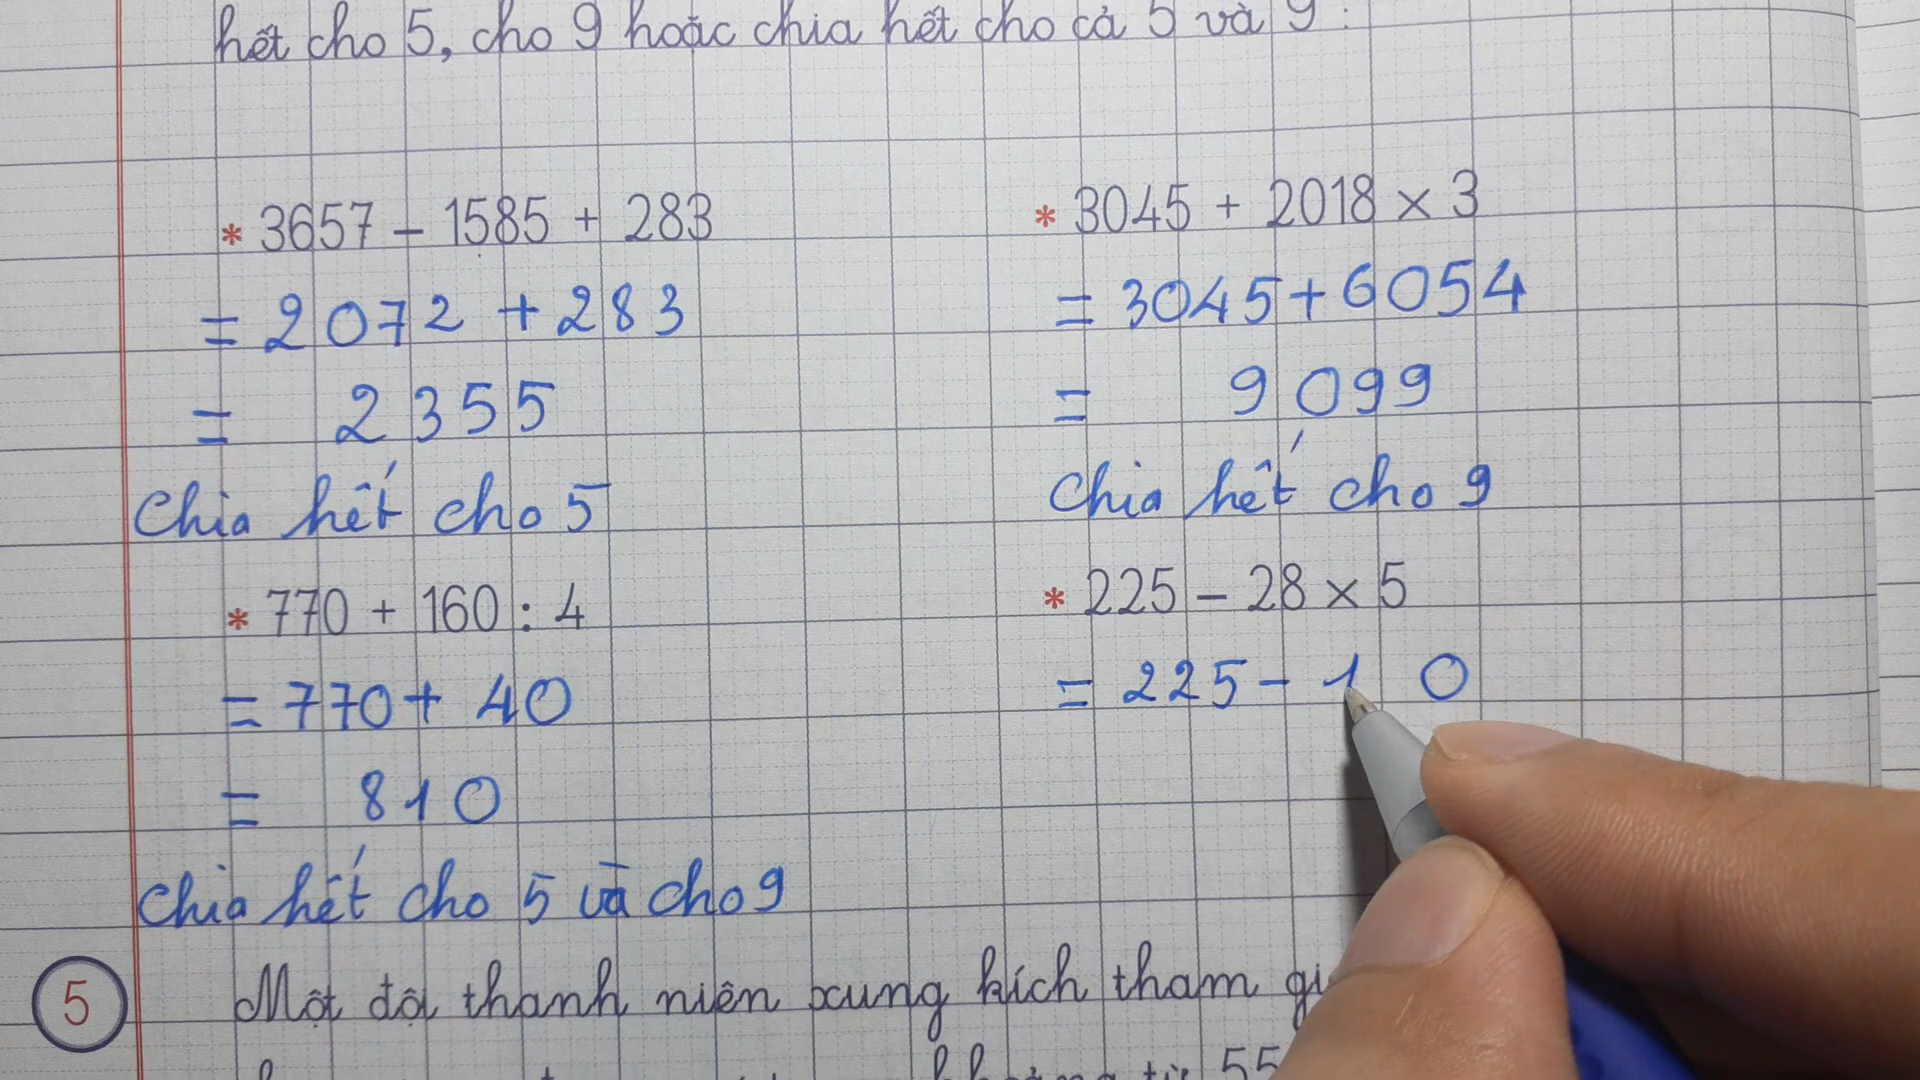 hết cho 5, cho 9 hoặc chia hết cho cả 5 và 9:
* 3657 - 1585 + 283
= 2072 + 283
= 2355
Chia hết cho 5
* 3045 + 2018 × 3
= 3045 + 6054
= 9099
Chia hết cho 9
* 770 + 160 : 4
= 770 + 40
= 810
Chia hết cho 5 và cho 9
* 225 - 28 × 5
= 225 - 1 0
5 Một đội thanh niên xung kích tham
55